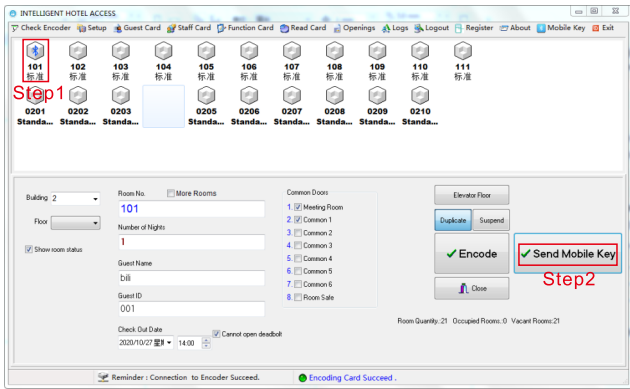 INTELLIGENT HOTEL ACCESS
Check Encoder Setup Guest Card Staff Card Function Card Read Card Openings Logs Logout Register About Mobile Key Exit
101 102 103 104 105 106 107 108 109 110 111
标准 标准 标准 标准 标准 标准 标准 标准 标准 标准 标准
Step1
0201 0202 0203 0205 0206 0207 0208 0209 0210
Standa... Standa... Standa... Standa... Standa... Standa... Standa... Standa... Standa...
Building 2
Floor
Show room status
Room No. More Rooms
101
Number of Nights
1
Guest Name
bili
Guest ID
001
Check Out Date
2020/10/27 14:00
Cannot open deadbolt
Common Doors
1. Meeting Room
2. Common 1
3. Common 2
4. Common 3
5. Common 4
6. Common 5
7. Common 6
8. Room Safe
Elevator Floor
Duplicate Suspend
Encode
Send Mobile Key
Step2
Close
Room Quantity.:21 Occupied Rooms.:0 Vacant Rooms:21
Reminder : Connection to Encoder Succeed. Encoding Card Succeed .